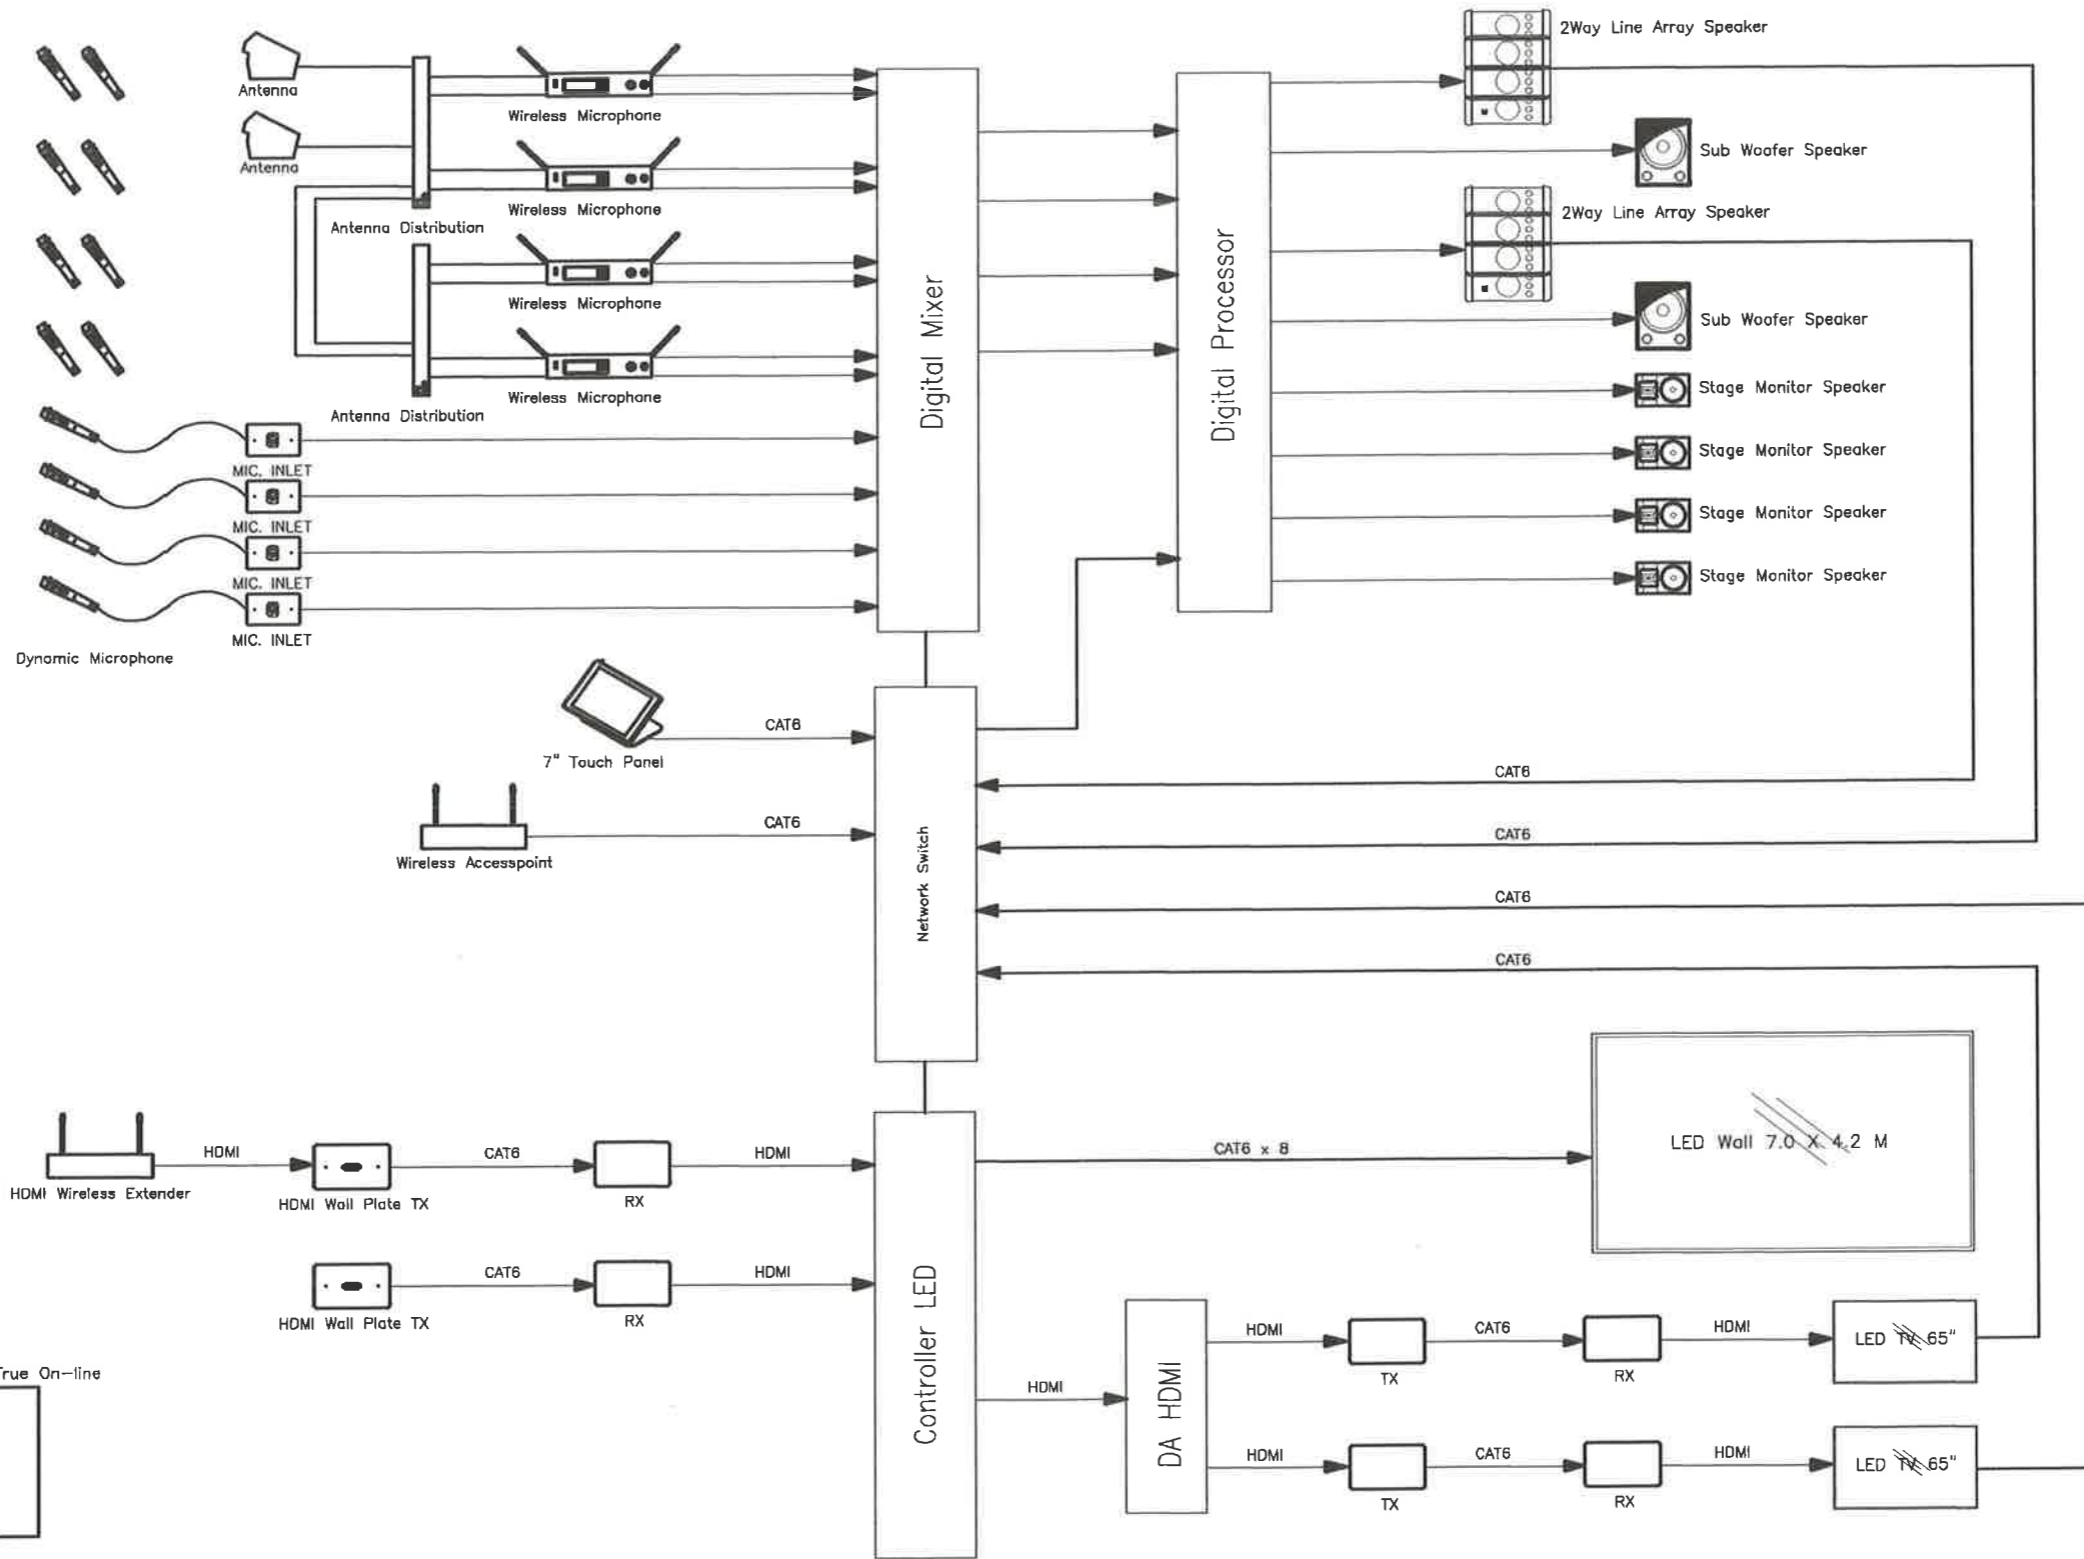 2Way Line Array Speaker
Antenna
Wireless Microphone
Antenna
Sub Woofer Speaker
Wireless Microphone
2Way Line Array Speaker
Antenna Distribution
Wireless Microphone
Digital Mixer
Digital Processor
Sub Woofer Speaker
Wireless Microphone
Antenna Distribution
Stage Monitor Speaker
MIC. INLET
Stage Monitor Speaker
MIC. INLET
Stage Monitor Speaker
MIC. INLET
Stage Monitor Speaker
MIC. INLET
Dynamic Microphone
CAT6
7" Touch Panel
CAT6
CAT6
Wireless Accesspoint
CAT6
Network Switch
CAT6
CAT6
HDMI
CAT6
HDMI
CAT6 x 8
LED Wall 7.0 X 4.2 M
HDMI Wireless Extender
HDMI Wall Plate TX
RX
CAT6
HDMI
HDMI Wall Plate TX
RX
Controller LED
HDMI
CAT6
HDMI
LED TV 65"
TX
RX
True On-line
HDMI
DA HDMI
HDMI
CAT6
HDMI
LED TV 65"
TX
RX